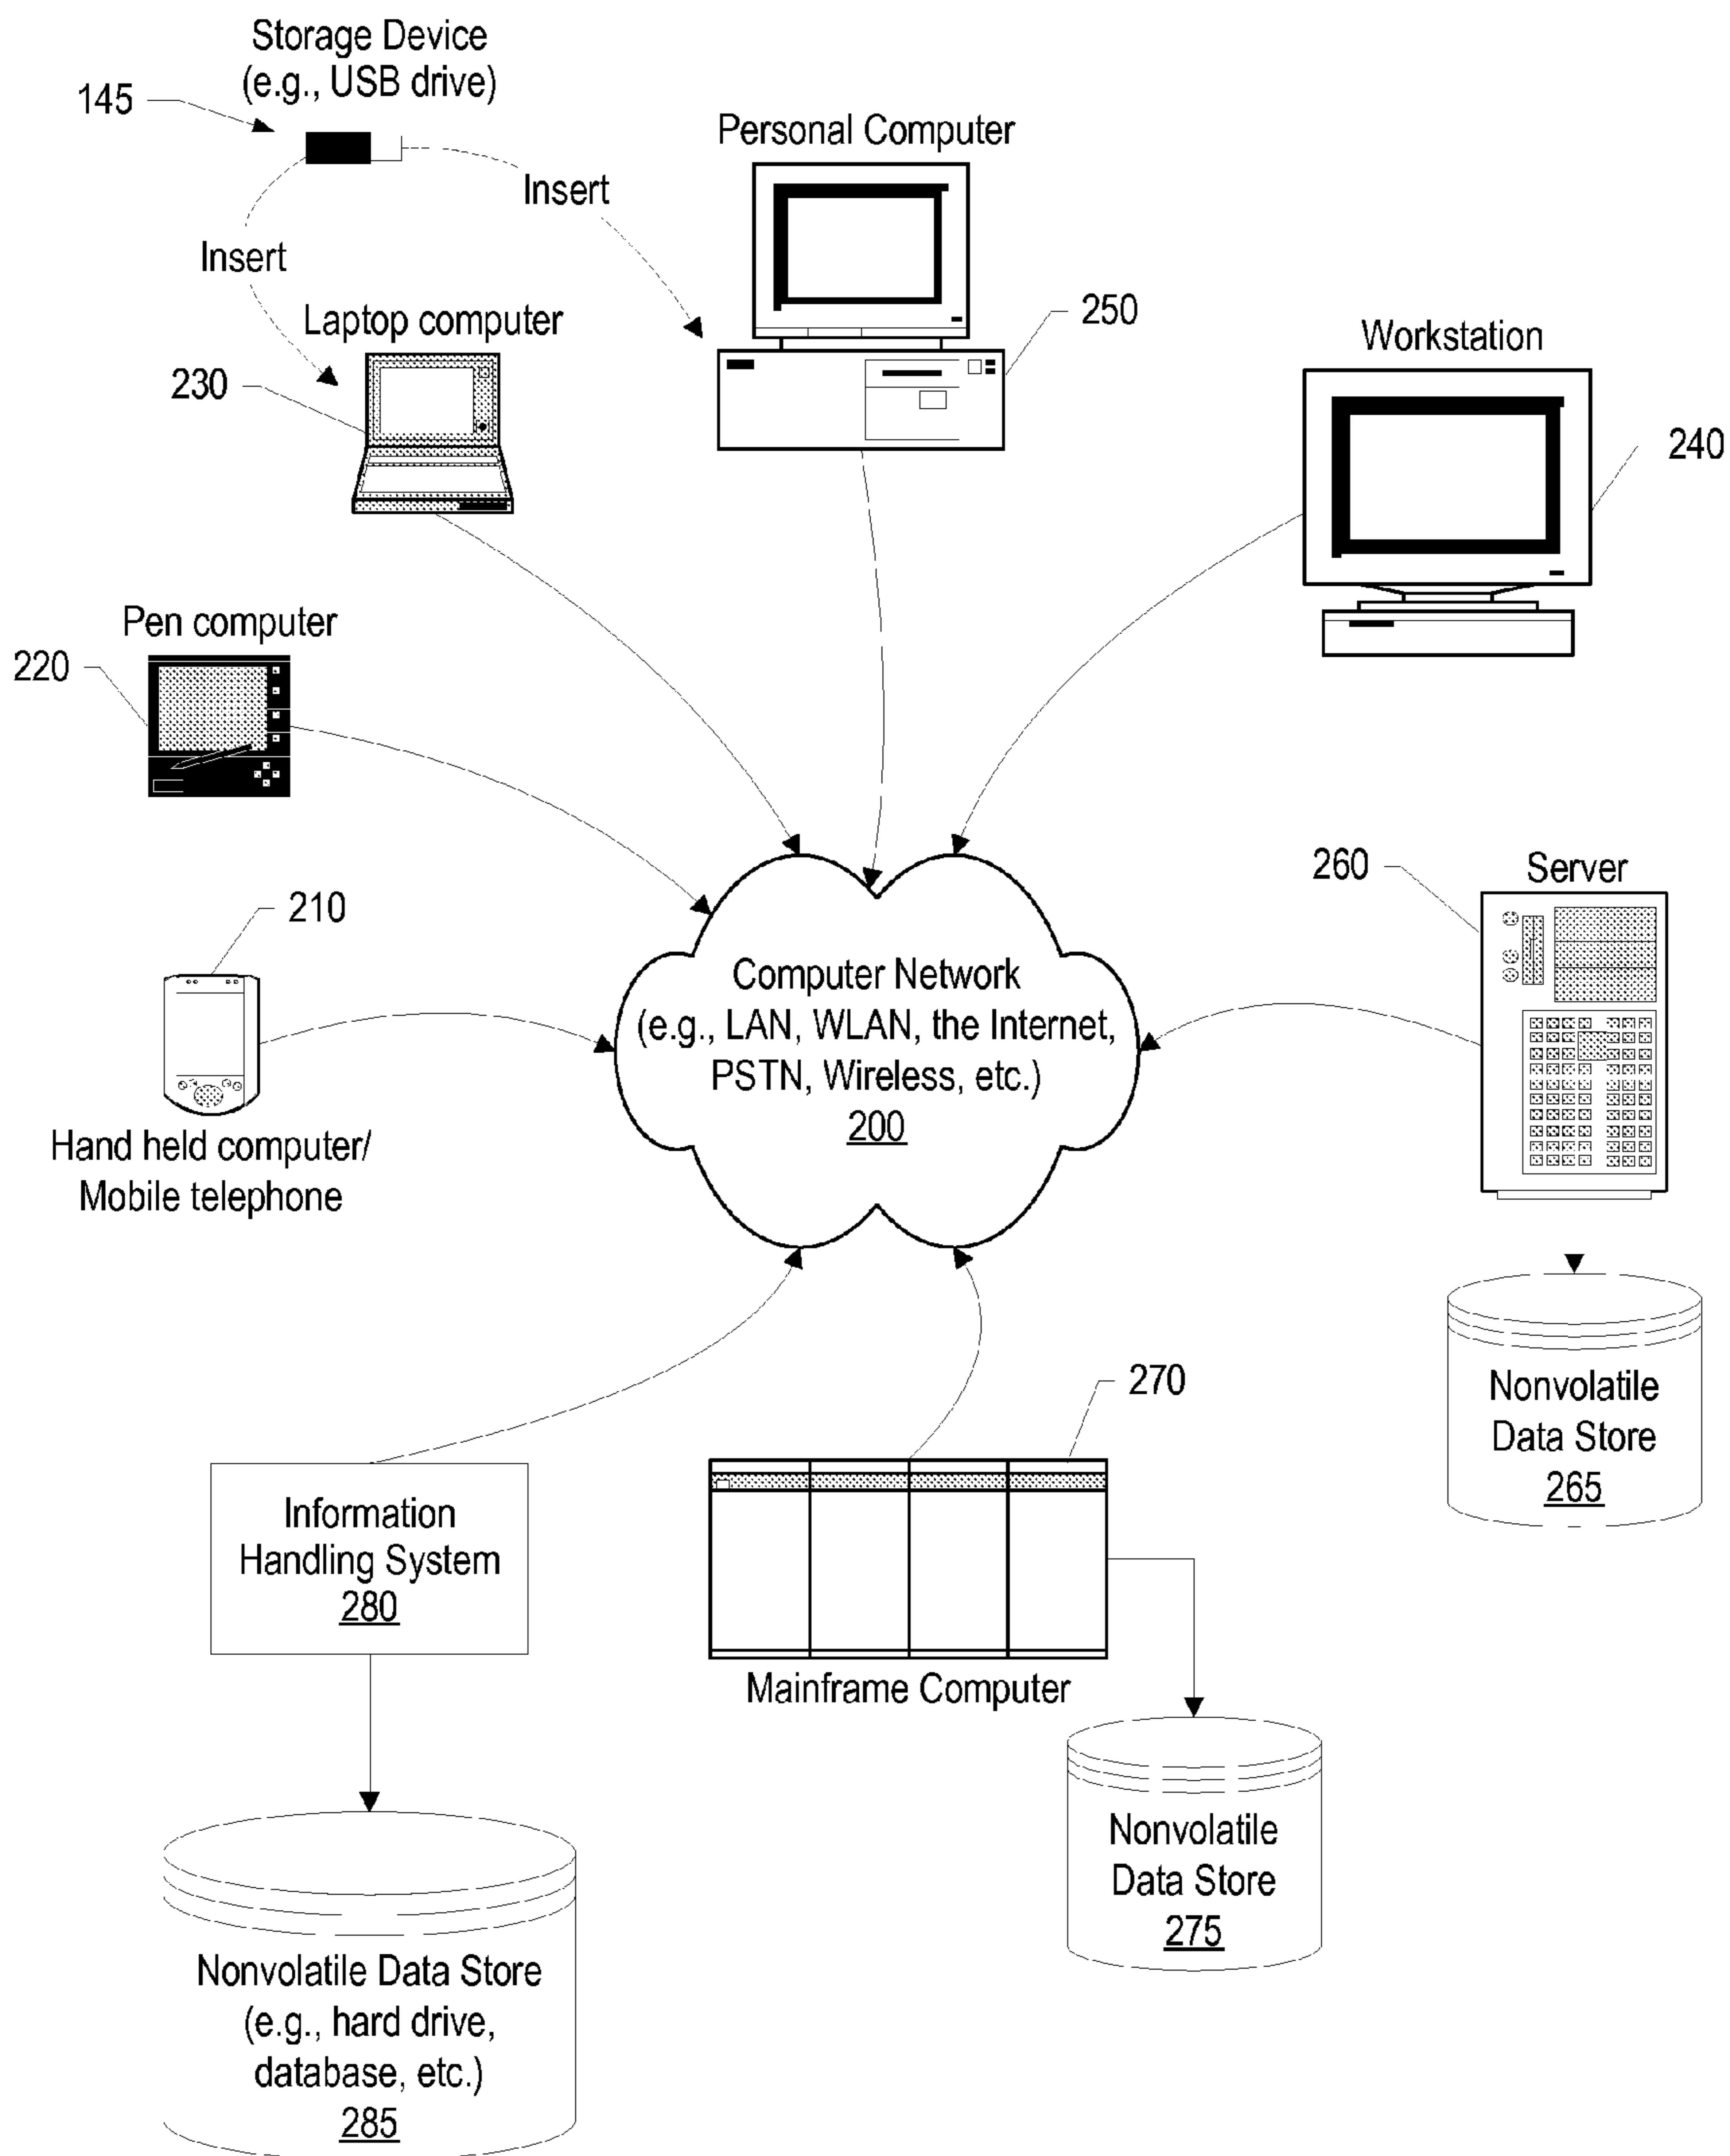 Storage Device
(e.g., USB drive)
145
Personal Computer
Insert
Insert
Laptop computer
250
Workstation
230
240
Pen computer
220
260
Server
210
Computer Network
(e.g., LAN, WLAN, the Internet,
PSTN, Wireless, etc.)
200
Hand held computer/
Mobile telephone
270
Nonvolatile
Data Store
265
Information
Handling System
280
Mainframe Computer
Nonvolatile
Data Store
275
Nonvolatile Data Store
(e.g., hard drive,
database, etc.)
285